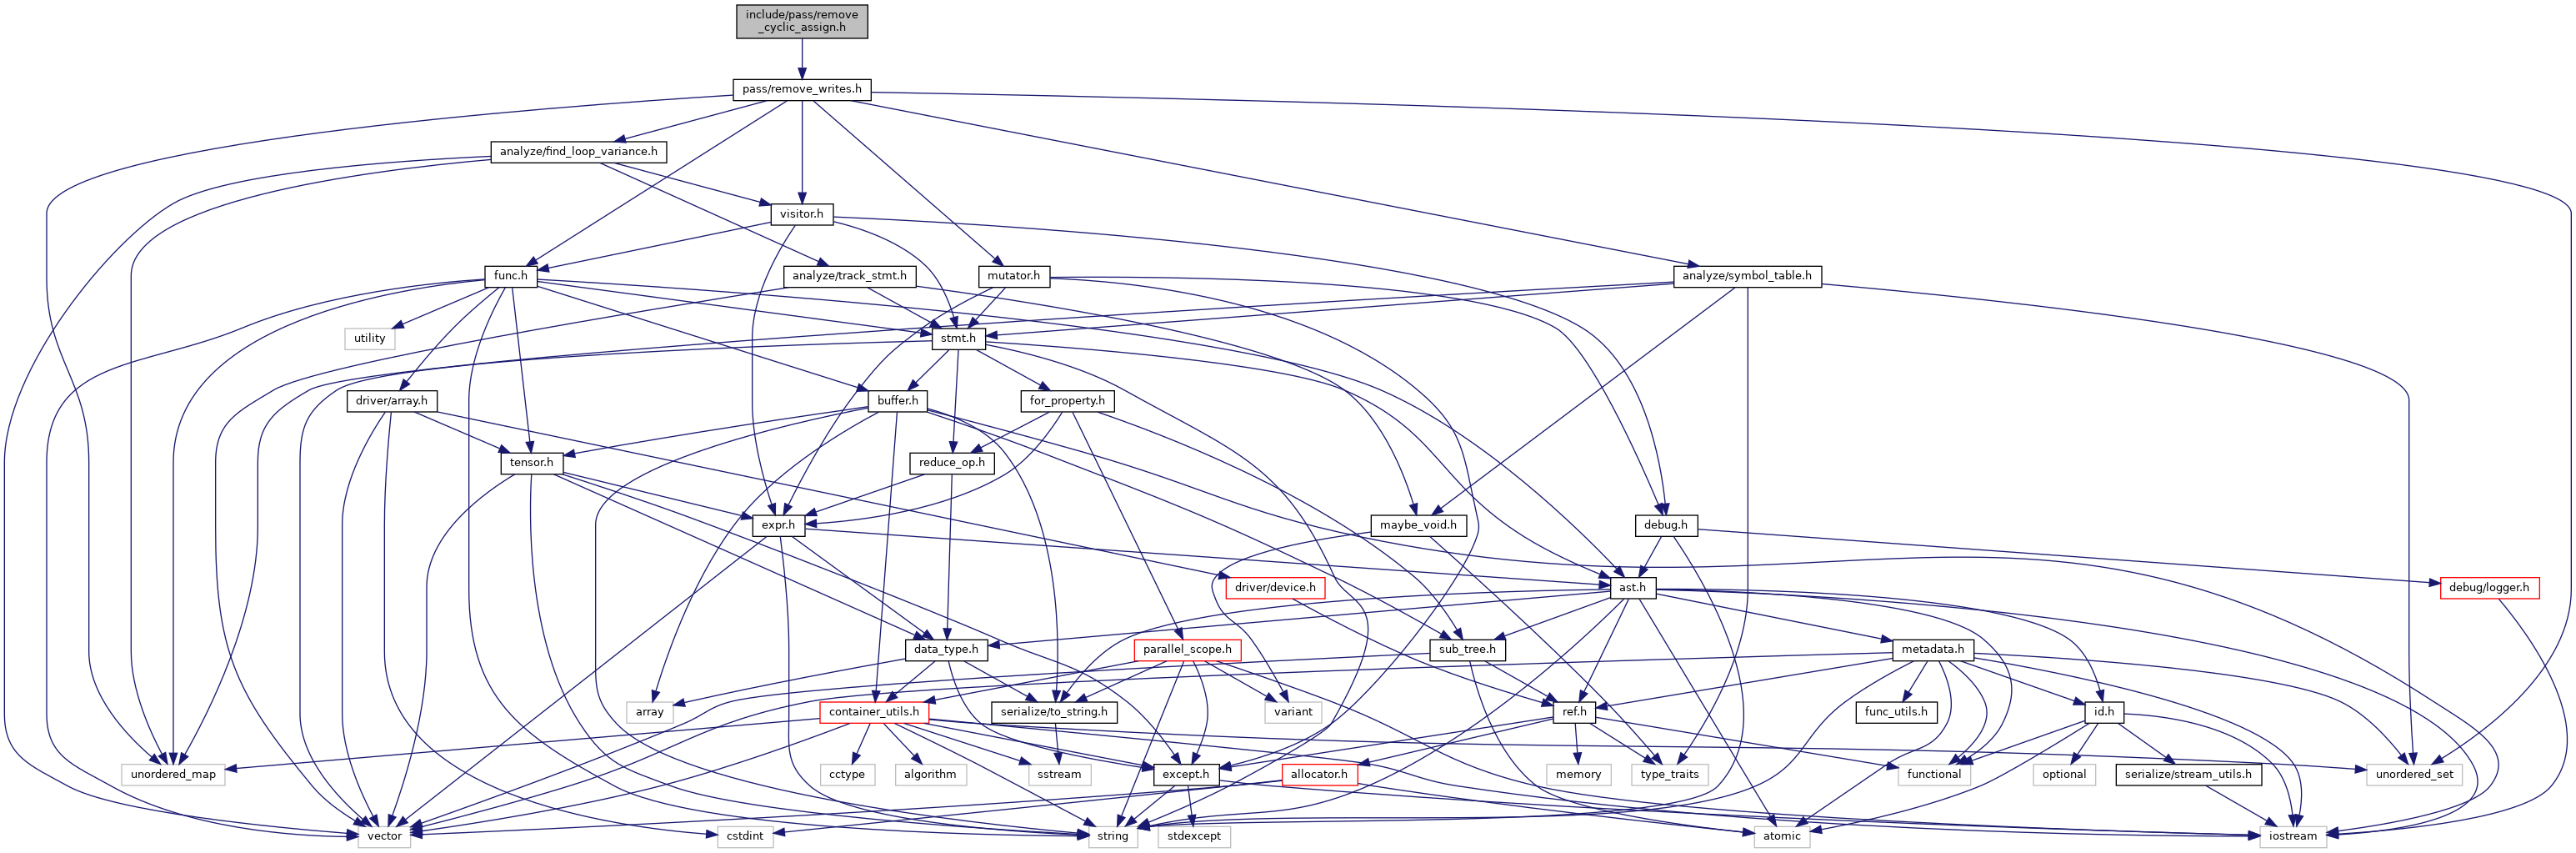 include/pass/remove
_cyclic_assign.h
pass/remove_writes.h
analyze/find_loop_variance.h
visitor.h
func.h
analyze/track_stmt.h
mutator.h
analyze/symbol_table.h
utility
stmt.h
driver/array.h
buffer.h
for_property.h
tensor.h
reduce_op.h
expr.h
maybe_void.h
debug.h
driver/device.h
ast.h
debug/logger.h
data_type.h
parallel_scope.h
sub_tree.h
metadata.h
array
container_utils.h
serialize/to_string.h
variant
ref.h
func_utils.h
id.h
unordered_map
cctype
algorithm
sstream
except.h
allocator.h
memory
type_traits
functional
optional
serialize/stream_utils.h
unordered_set
vector
cstdint
string
stdexcept
atomic
iostream